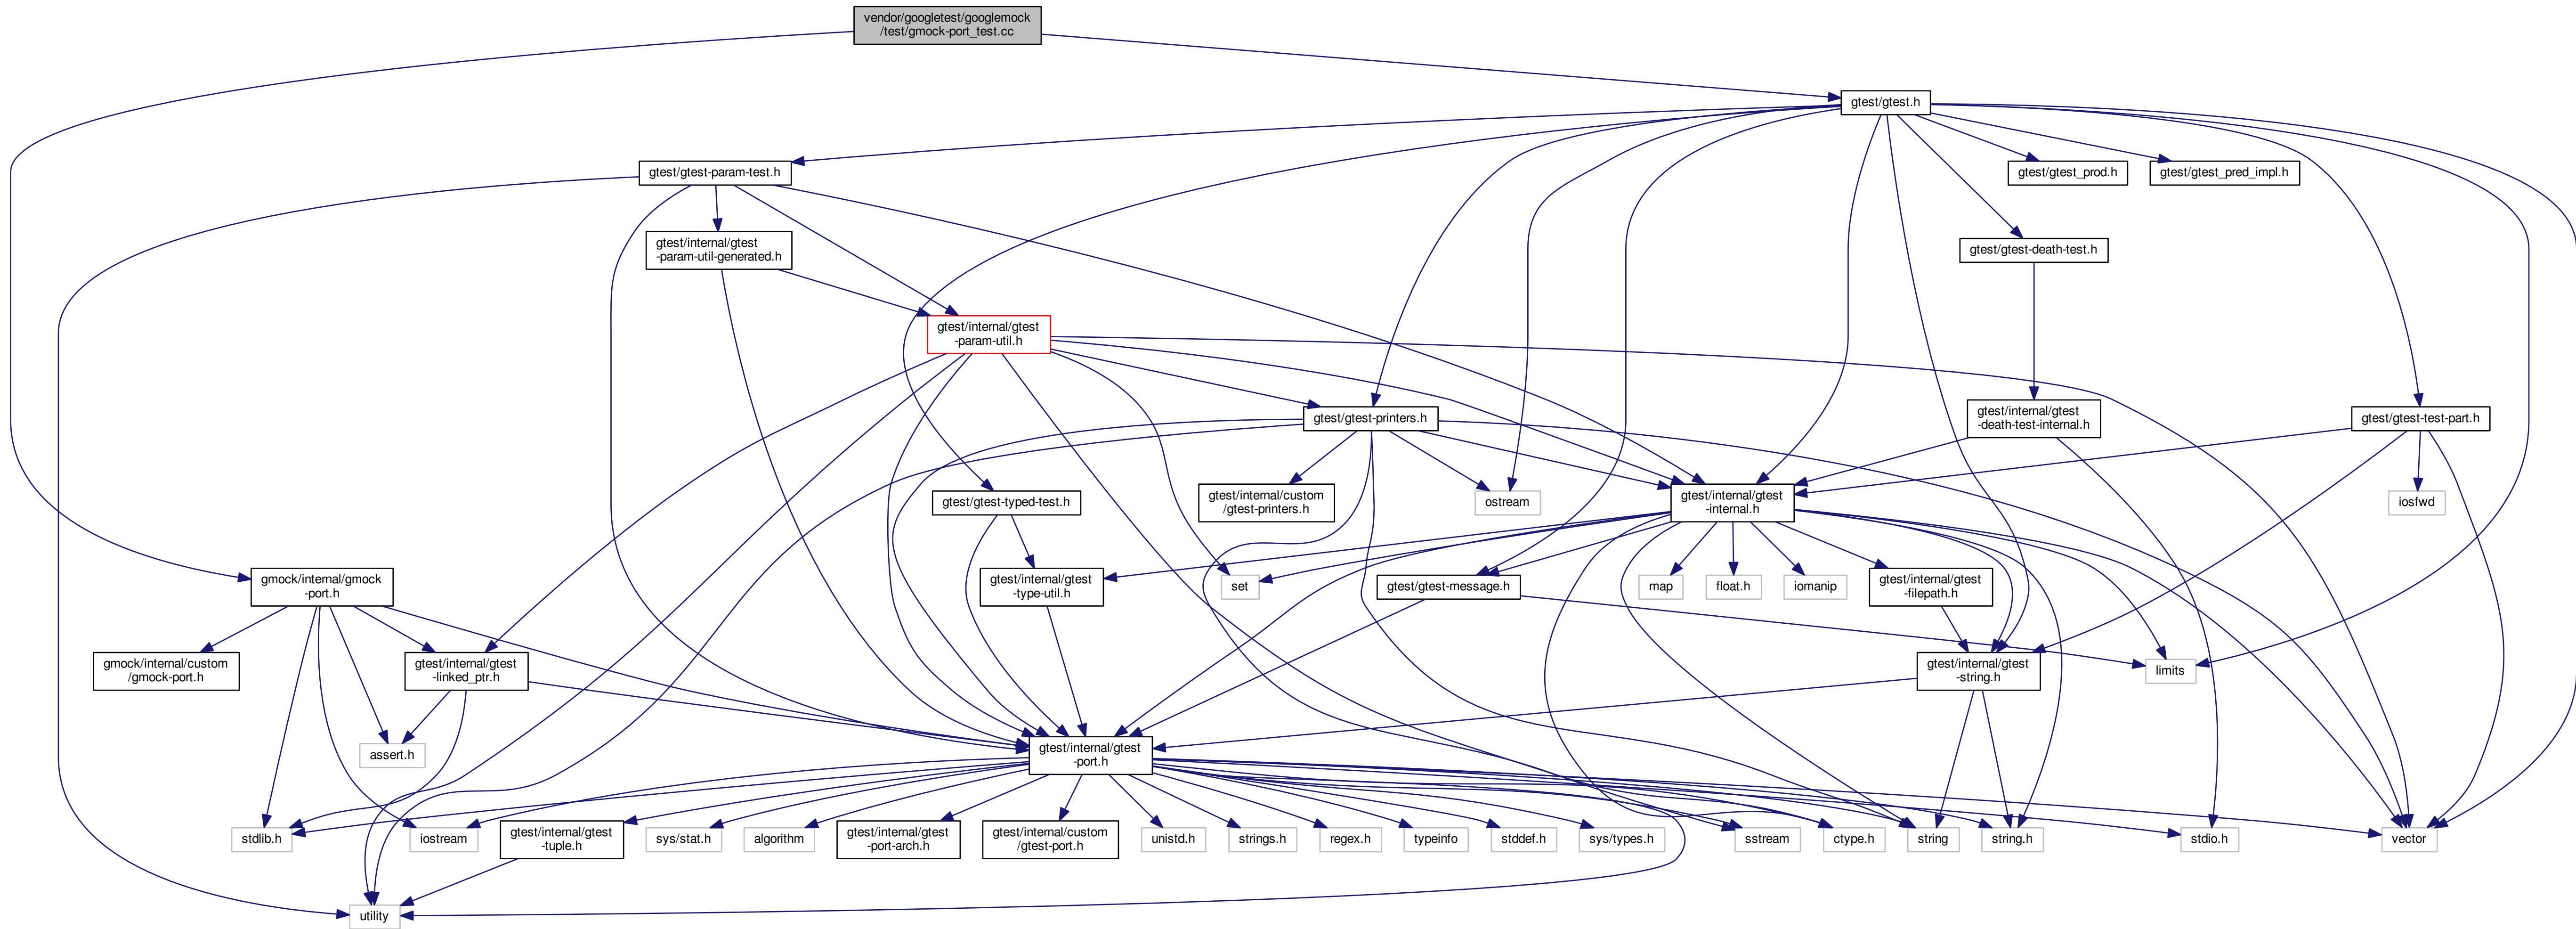 vendor/googletest/googlemock
/test/gmock-port_test.cc
gtest/gtest.h
gtest/gtest-param-test.h
gtest/gtest_prod.h
gtest/gtest_pred_impl.h
gtest/internal/gtest
-param-util-generated.h
gtest/gtest-death-test.h
gtest/internal/gtest
-param-util.h
gtest/gtest-printers.h
gtest/internal/gtest
-death-test-internal.h
gtest/gtest-test-part.h
gtest/gtest-typed-test.h
gtest/internal/custom
/gtest-printers.h
ostream
gtest/internal/gtest
-internal.h
iosfwd
gmock/internal/gmock
-port.h
gtest/internal/gtest
-type-util.h
set
gtest/gtest-message.h
map
float.h
iomanip
gtest/internal/gtest
-filepath.h
gmock/internal/custom
/gmock-port.h
gtest/internal/gtest
-linked_ptr.h
gtest/internal/gtest
-string.h
limits
assert.h
gtest/internal/gtest
-port.h
stdlib.h
iostream
gtest/internal/gtest
-tuple.h
sys/stat.h
algorithm
gtest/internal/gtest
-port-arch.h
gtest/internal/custom
/gtest-port.h
unistd.h
strings.h
regex.h
typeinfo
stddef.h
sys/types.h
sstream
ctype.h
string
string.h
stdio.h
vector
utility